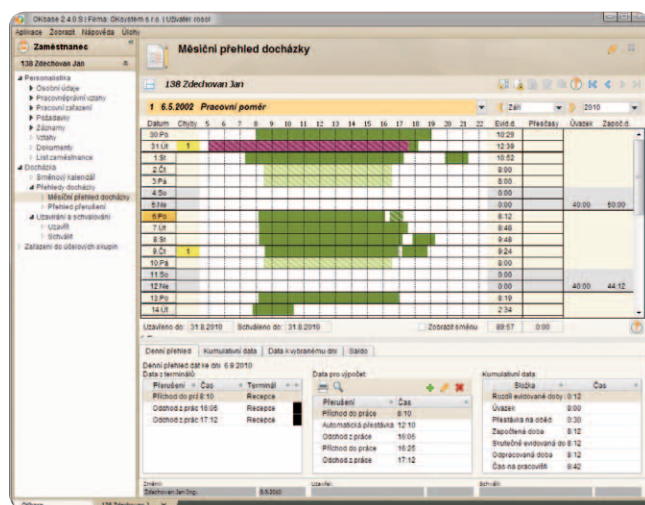 OKbase 2.4.0.S | Firma: OKsystem s r.o. | Uživatel: rosol
Aplikace Zobrazit Nápověda Úlohy
Zaměstnanec
138 Zdechovan Jan
Personalistika
Osobní údaje
Pracovněprávní vztahy
Pracovní zařazení
Požadavky
Záznamy
Vztahy
Dokumenty
List zaměstnance
Docházka
Směnový kalendář
Přehledy docházky
Měsíční přehled docházky
Přehled přerušení
Uzavírání a schvalování
Uzavřít
Schválit
Zařazení do účelových skupin
Měsíční přehled docházky
138 Zdechovan Jan
1 6.5.2002 Pracovní poměr
Září 2010
Datum Chyby 5 6 7 8 9 10 11 12 13 14 15 16 17 18 19 20 21 22 Evid.d. Přesčasy Úvazek Započ.d.
30.Po 10:29
31.Út 1 12:39
1.St 10:52
2.Čt 8:00
3.Pá 8:00
4.So 0:00
5.Ne 0:00 40:00 50:00
6.Po 8:12
7.Út 8:46
8.St 9:48
9.Čt 1 9:24
10.Pá 8:00
11.So 0:00
12.Ne 0:00 40:00 44:12
13.Po 8:19
14.Út 2:34
Uzavřeno do: 31.8.2010 Schváleno do: 31.8.2010 Zobrazit směnu 89:57 0:00
Denní přehled Kumulativní data Data k vybranému dni Saldo
Denní přehled dat ke dni 6.9.2010
Data z terminálů
Přerušení Čas Terminál
Příchod do prá 8:10 Recepce
Odchod z prác 16:05 Recepce
Odchod z prác 17:12 Recepce
Data pro výpočet:
Přerušení Čas
Příchod do práce 8:10
Automatická přestávka 12:10
Odchod z práce 16:05
Příchod do práce 16:25
Odchod z práce 17:12
Kumulativní data:
Složka Čas
Rozdíl evidované doby 0:12
Úvazek 8:00
Přestávka na oběd 0:30
Započtená doba 8:12
Skutečně evidovaná do 8:12
Odpracovaná doba 8:12
Čas na pracovišti 8:42
Změnil: Uzavřel: Schválil:
Zdechovan Jan Ing.
OKbase 138 Zdechovan J